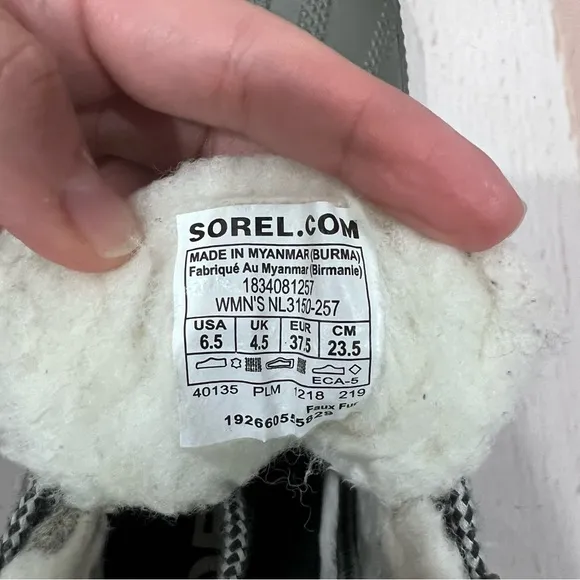 SOREL.COM
MADE IN MYANMAR (BURMA)
Fabriqué Au Myanmar (Birmanie)
1834081257
WMN'S NL3150-257
USA UK EUR CM
6.5 4.5 37.5 23.5
ECA-5
40135 PLM 1218 219
Faux Fur